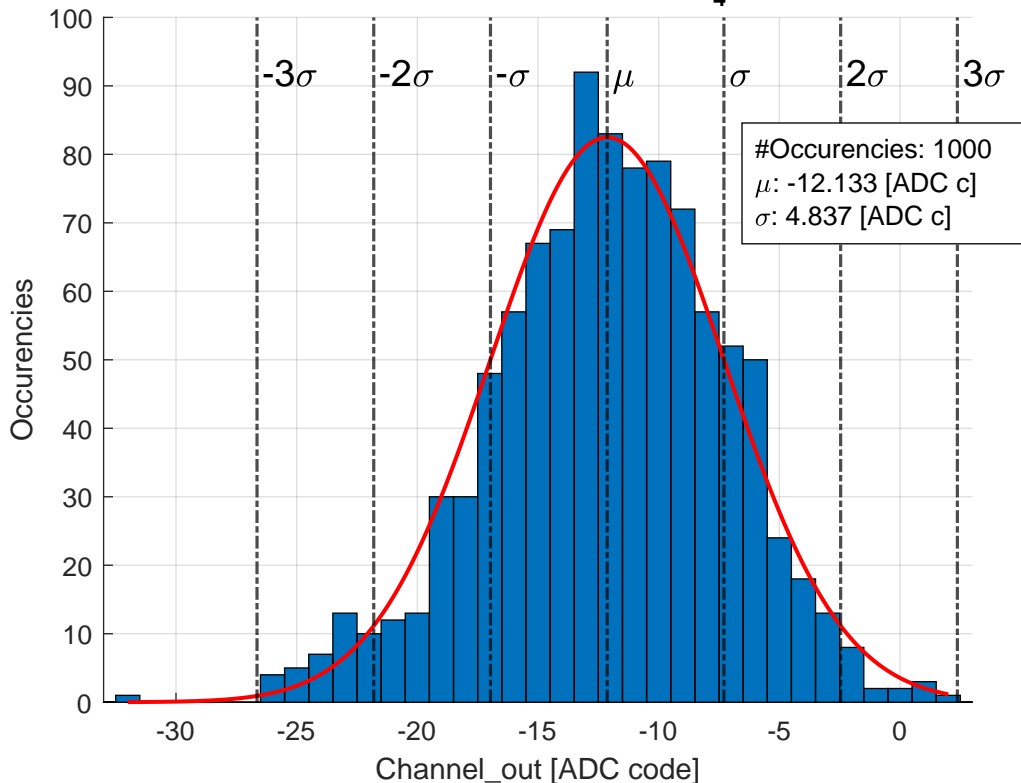 4
100
90
80
70
60
50
40
30
20
10
0
Occurencies
-3σ
-2σ
-σ
μ
σ
2σ
3σ
#Occurencies: 1000
μ: -12.133 [ADC c]
σ: 4.837 [ADC c]
-30
-25
-20
-15
-10
-5
0
Channel_out [ADC code]